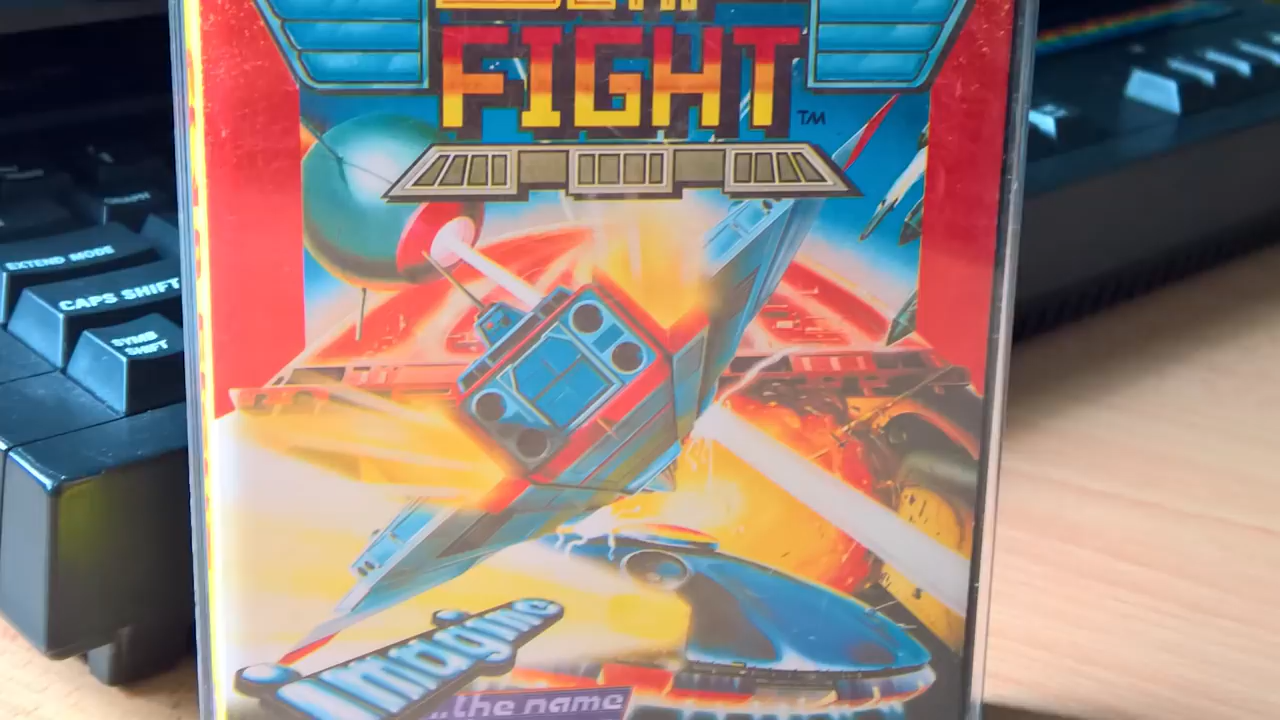 FIGHT
TM
EXTEND MODE
CAPS SHIFT
SYMB
SHIFT
Imagine
...the name